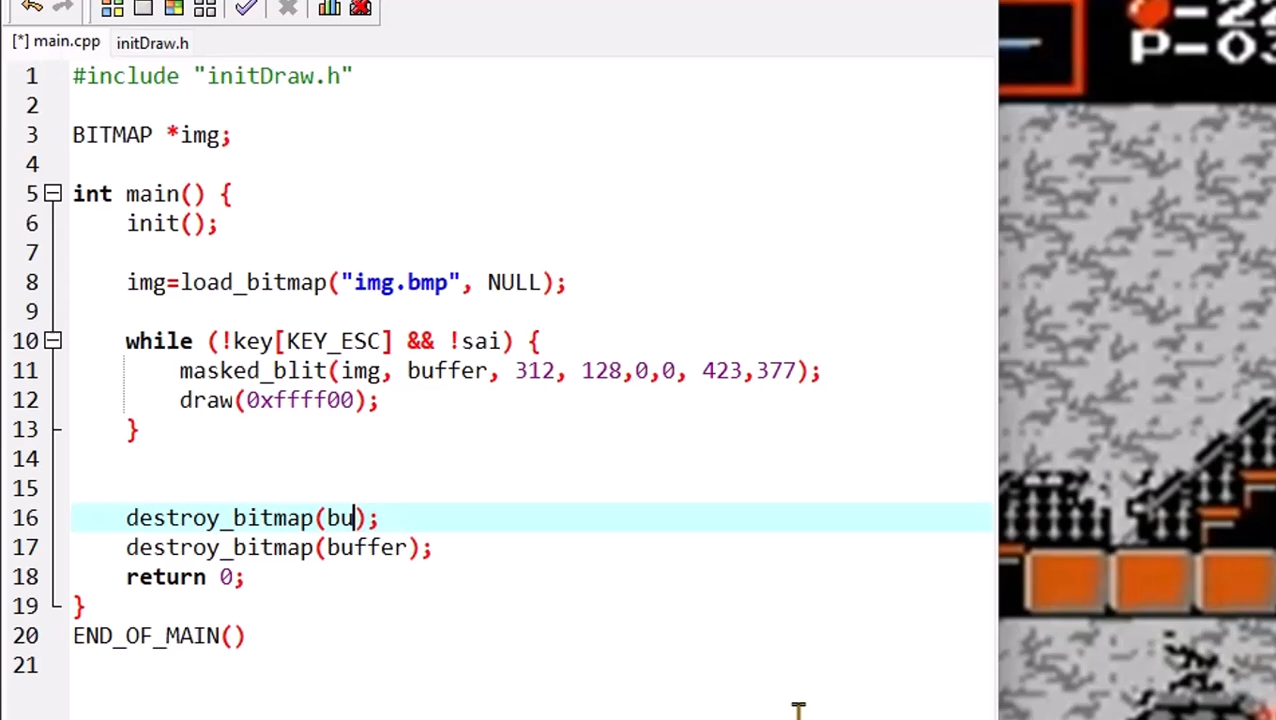 [*] main.cpp initDraw.h
1 #include "initDraw.h"
2
3 BITMAP *img;
4
5 int main() {
6 init();
7
8 img=load_bitmap("img.bmp", NULL);
9
10 while (!key[KEY_ESC] && !sai) {
11 masked_blit(img, buffer, 312, 128,0,0, 423,377);
12 draw(0xffff00);
13 }
14
15
16 destroy_bitmap(bu);
17 destroy_bitmap(buffer);
18 return 0;
19 }
20 END_OF_MAIN()
21
-22
P-03